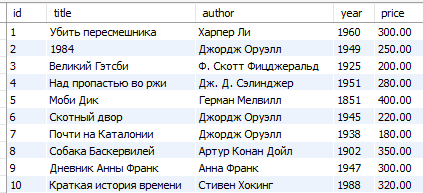 id title author year price
1 Убить пересмешника Харпер Ли 1960 300.00
2 1984 Джордж Оруэлл 1949 250.00
3 Великий Гэтсби Ф. Скотт Фицджеральд 1925 200.00
4 Над пропастью во ржи Дж. Д. Сэлинджер 1951 280.00
5 Моби Дик Герман Мелвилл 1851 400.00
6 Скотный двор Джордж Оруэлл 1945 220.00
7 Почти на Каталонии Джордж Оруэлл 1938 180.00
8 Собака Баскервилей Артур Конан Дойл 1902 350.00
9 Дневник Анны Франк Анна Франк 1947 300.00
10 Краткая история времени Стивен Хокинг 1988 320.00